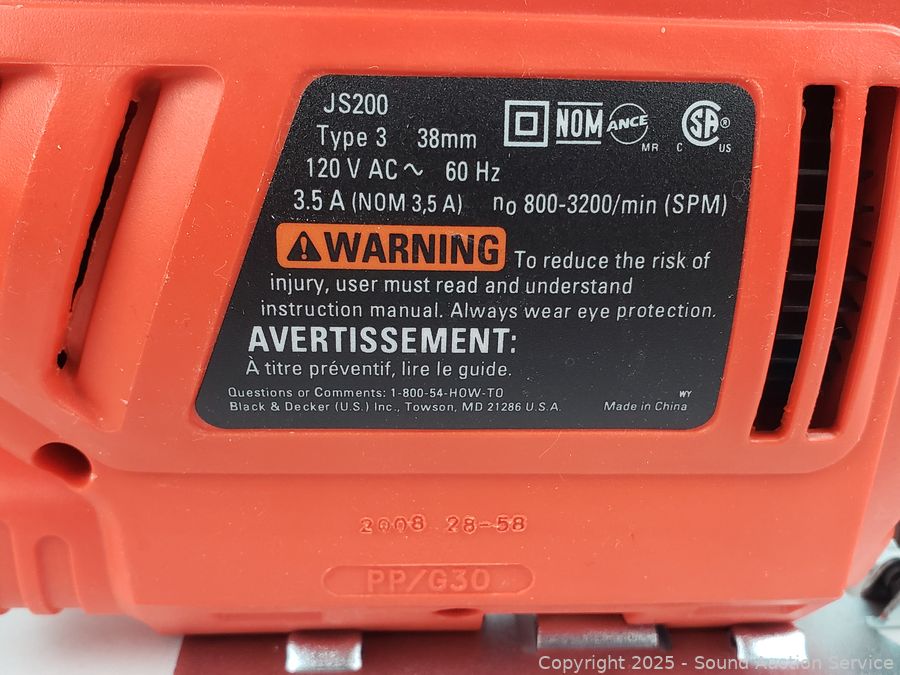 JS200
Type 3 38mm
120 V AC~ 60 Hz
3.5 A (NOM 3,5 A) n₀ 800-3200/min (SPM)
NOM ANCE
MR
C SA ® US
⚠WARNING To reduce the risk of
injury, user must read and understand
instruction manual. Always wear eye protection.
AVERTISSEMENT:
À titre préventif, lire le guide.
Questions or Comments: 1-800-54-HOW-TO WY
Black & Decker (U.S.) Inc., Towson, MD 21286 U.S.A. Made in China
2008 28-58
PP/G30
Copyright 2025 - Sound Auction Service